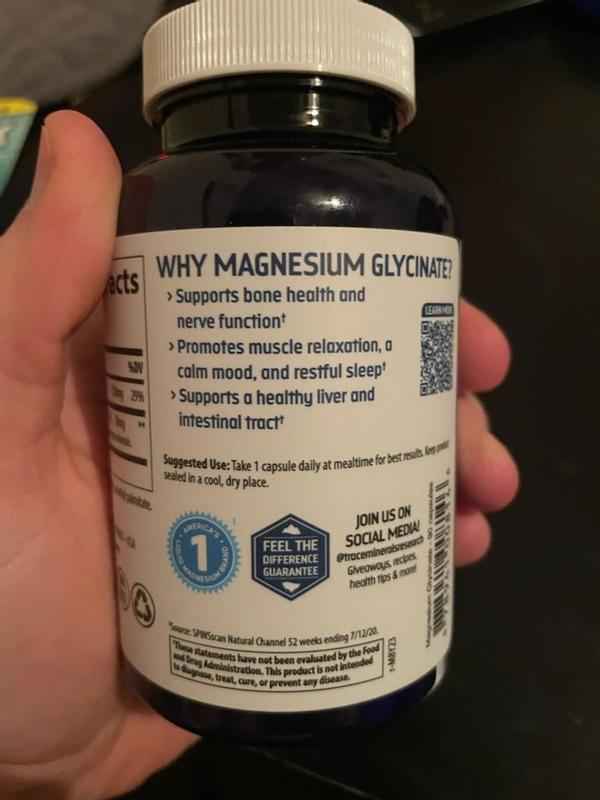 acts
%DV
29%
**
WHY MAGNESIUM GLYCINATE?
› Supports bone health and
nerve function†
› Promotes muscle relaxation, a
calm mood, and restful sleep†
› Supports a healthy liver and
intestinal tract†
LEARN MORE
Suggested Use: Take 1 capsule daily at mealtime for best results. Keep product
sealed in a cool, dry place.
palmitate.
USA
AMERICA'S
1
LIQUID MAGNESIUM BRAND
‡
FEEL THE
DIFFERENCE
GUARANTEE
JOIN US ON
SOCIAL MEDIA!
@tracemineralsresearch
Giveaways, recipes,
health tips & more!
Magnesium Glycinate - 90 capsules
‡Source: SPINSscan Natural Channel 52 weeks ending 7/12/20.
†These statements have not been evaluated by the Food
and Drug Administration. This product is not intended
to diagnose, treat, cure, or prevent any disease.
r-MRY23